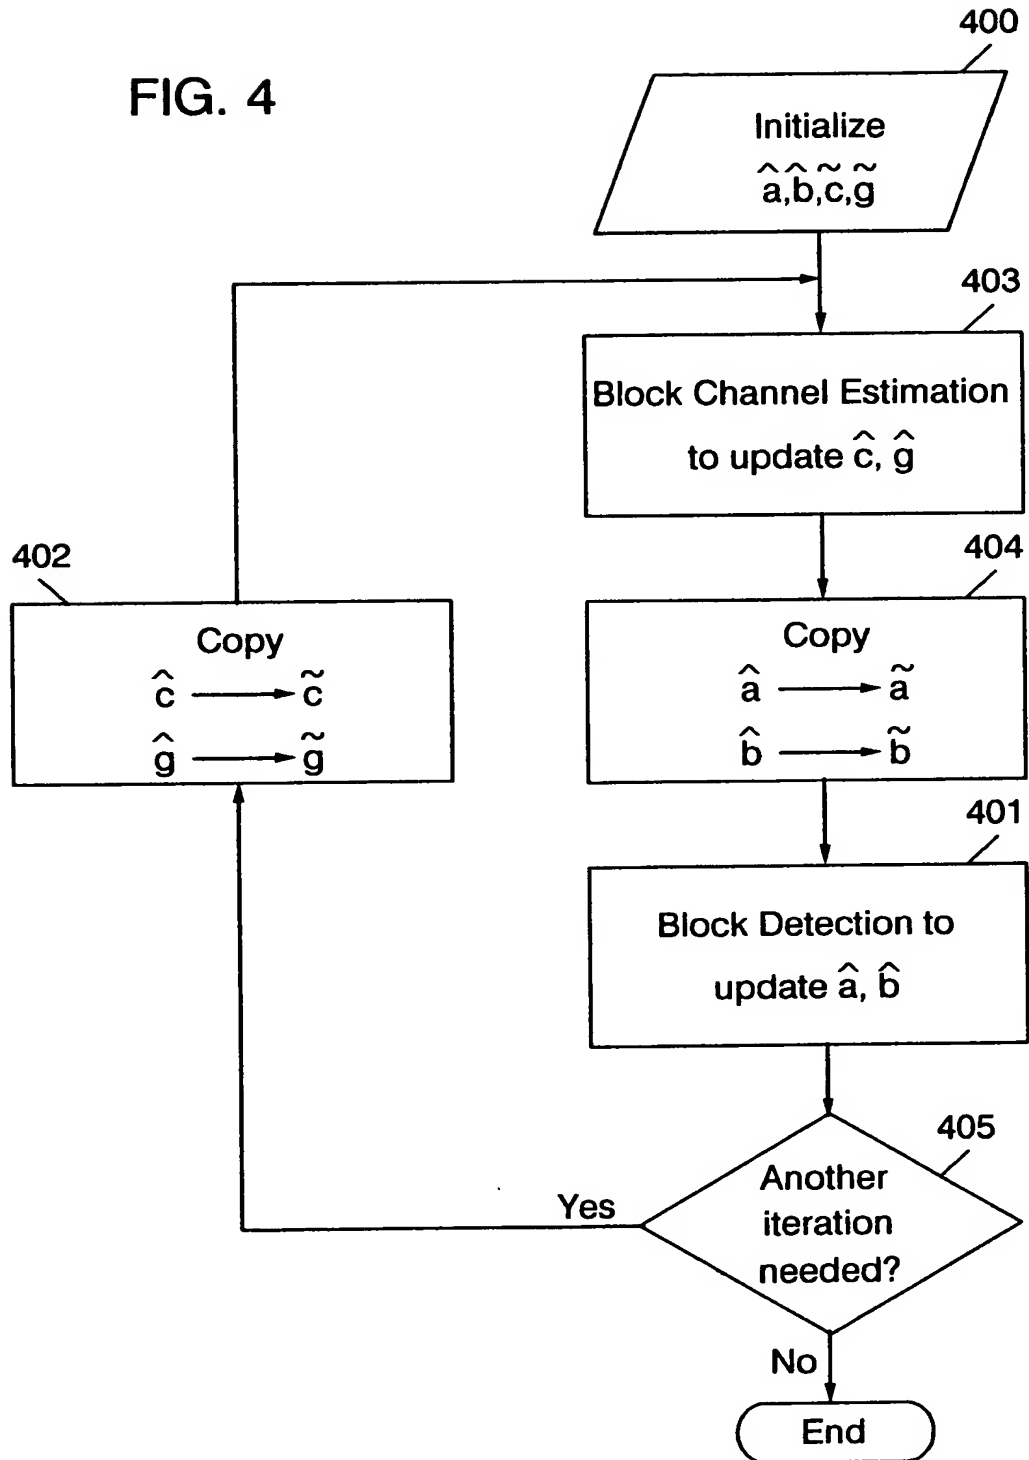 FIG. 4
400
Initialize
â,b̂,c̃,g̃
403
Block Channel Estimation
to update ĉ, ĝ
402
Copy
ĉ → c̃
ĝ → g̃
404
Copy
â → ã
b̂ → b̃
401
Block Detection to
update â, b̂
405
Another
iteration
needed?
Yes
No
End